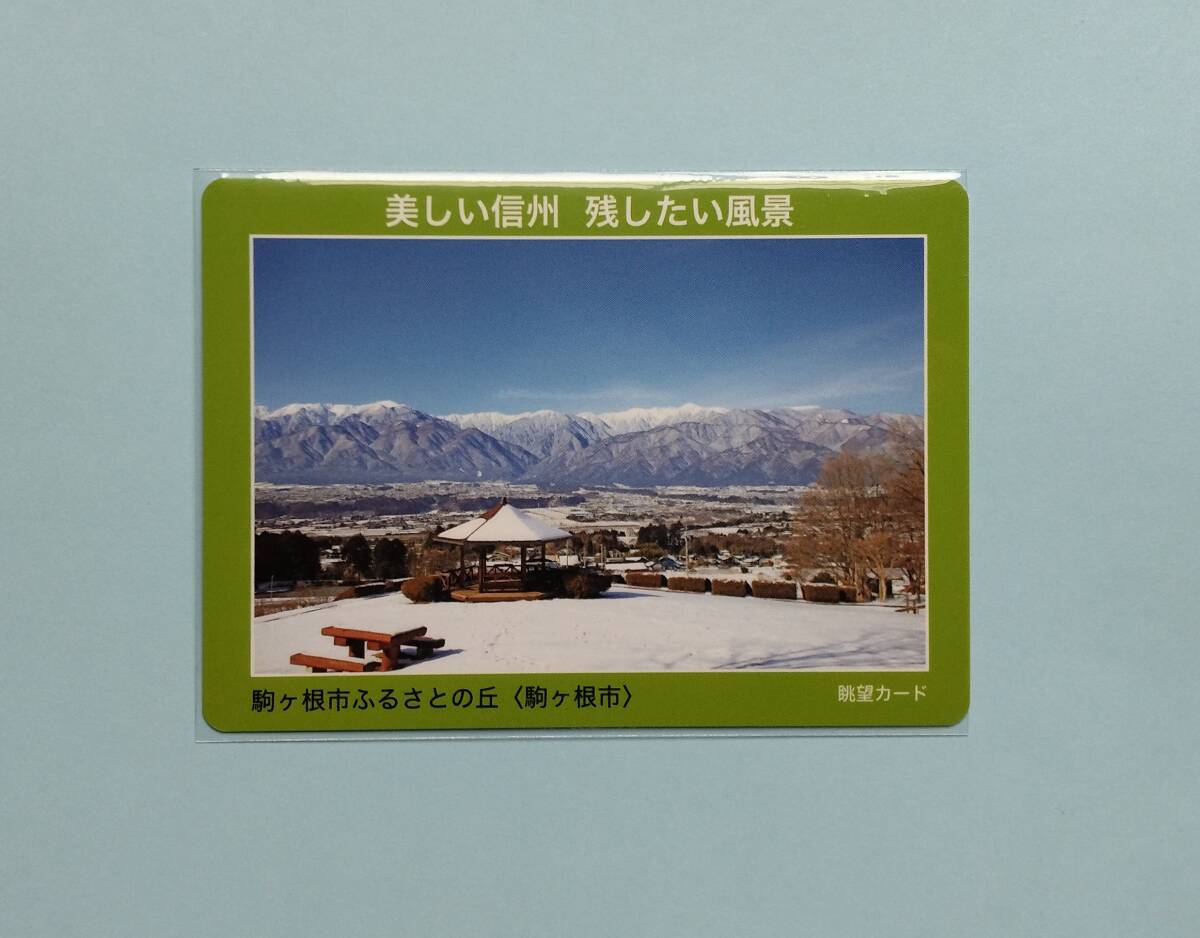 美しい信州 残したい風景
駒ヶ根市ふるさとの丘〈駒ヶ根市〉
眺望カード